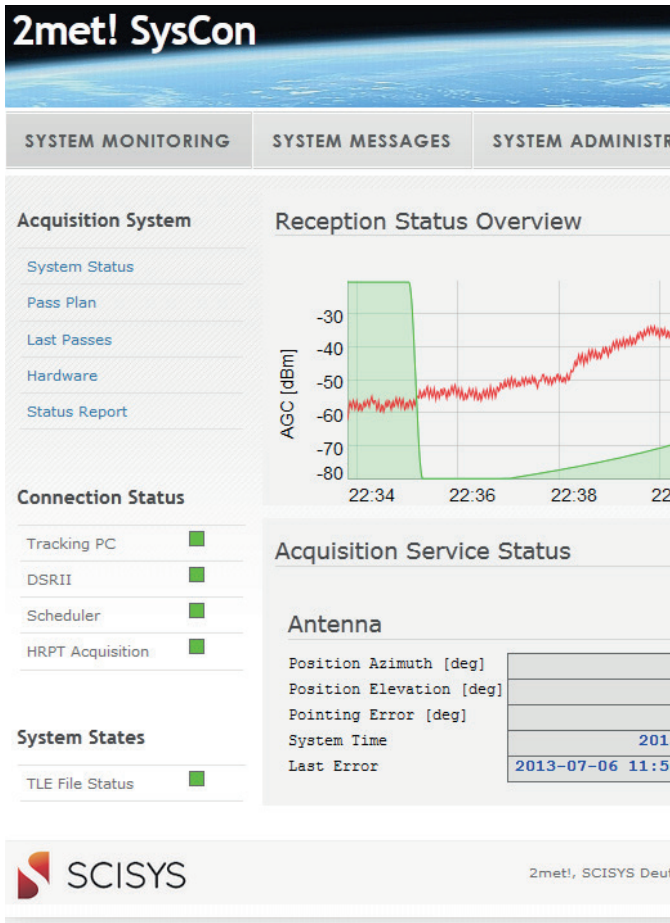 2met! SysCon
SYSTEM MONITORING SYSTEM MESSAGES SYSTEM ADMINISTR
Acquisition System
System Status
Pass Plan
Last Passes
Hardware
Status Report
Connection Status
Tracking PC
DSRII
Scheduler
HRPT Acquisition
System States
TLE File Status
Reception Status Overview
AGC [dBm]
-30
-40
-50
-60
-70
-80
22:34 22:36 22:38 22
Acquisition Service Status
Antenna
Position Azimuth [deg]
Position Elevation [deg]
Pointing Error [deg]
System Time 201
Last Error 2013-07-06 11:5
SCISYS
2met!, SCISYS Deut